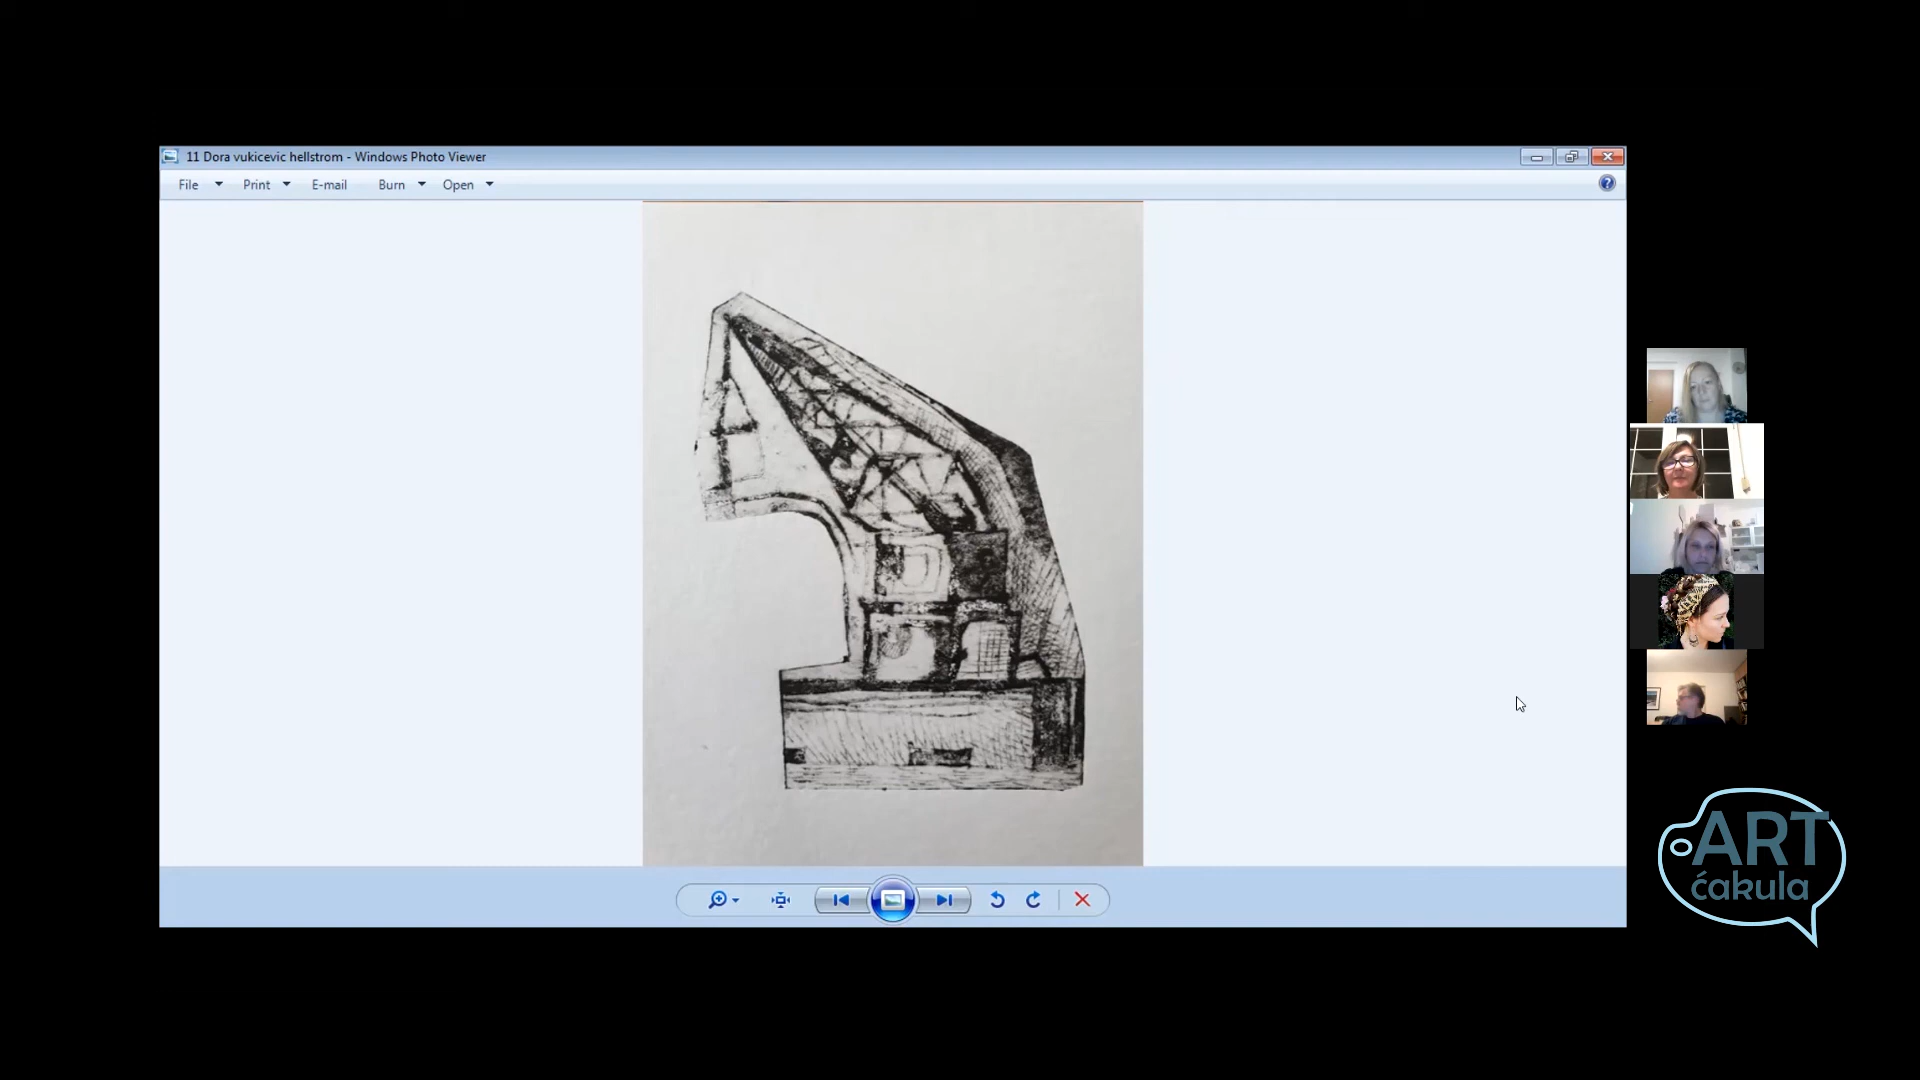 11 Dora vukicevic hellstrom - Windows Photo Viewer
File Print E-mail Burn Open
ART
ćakula